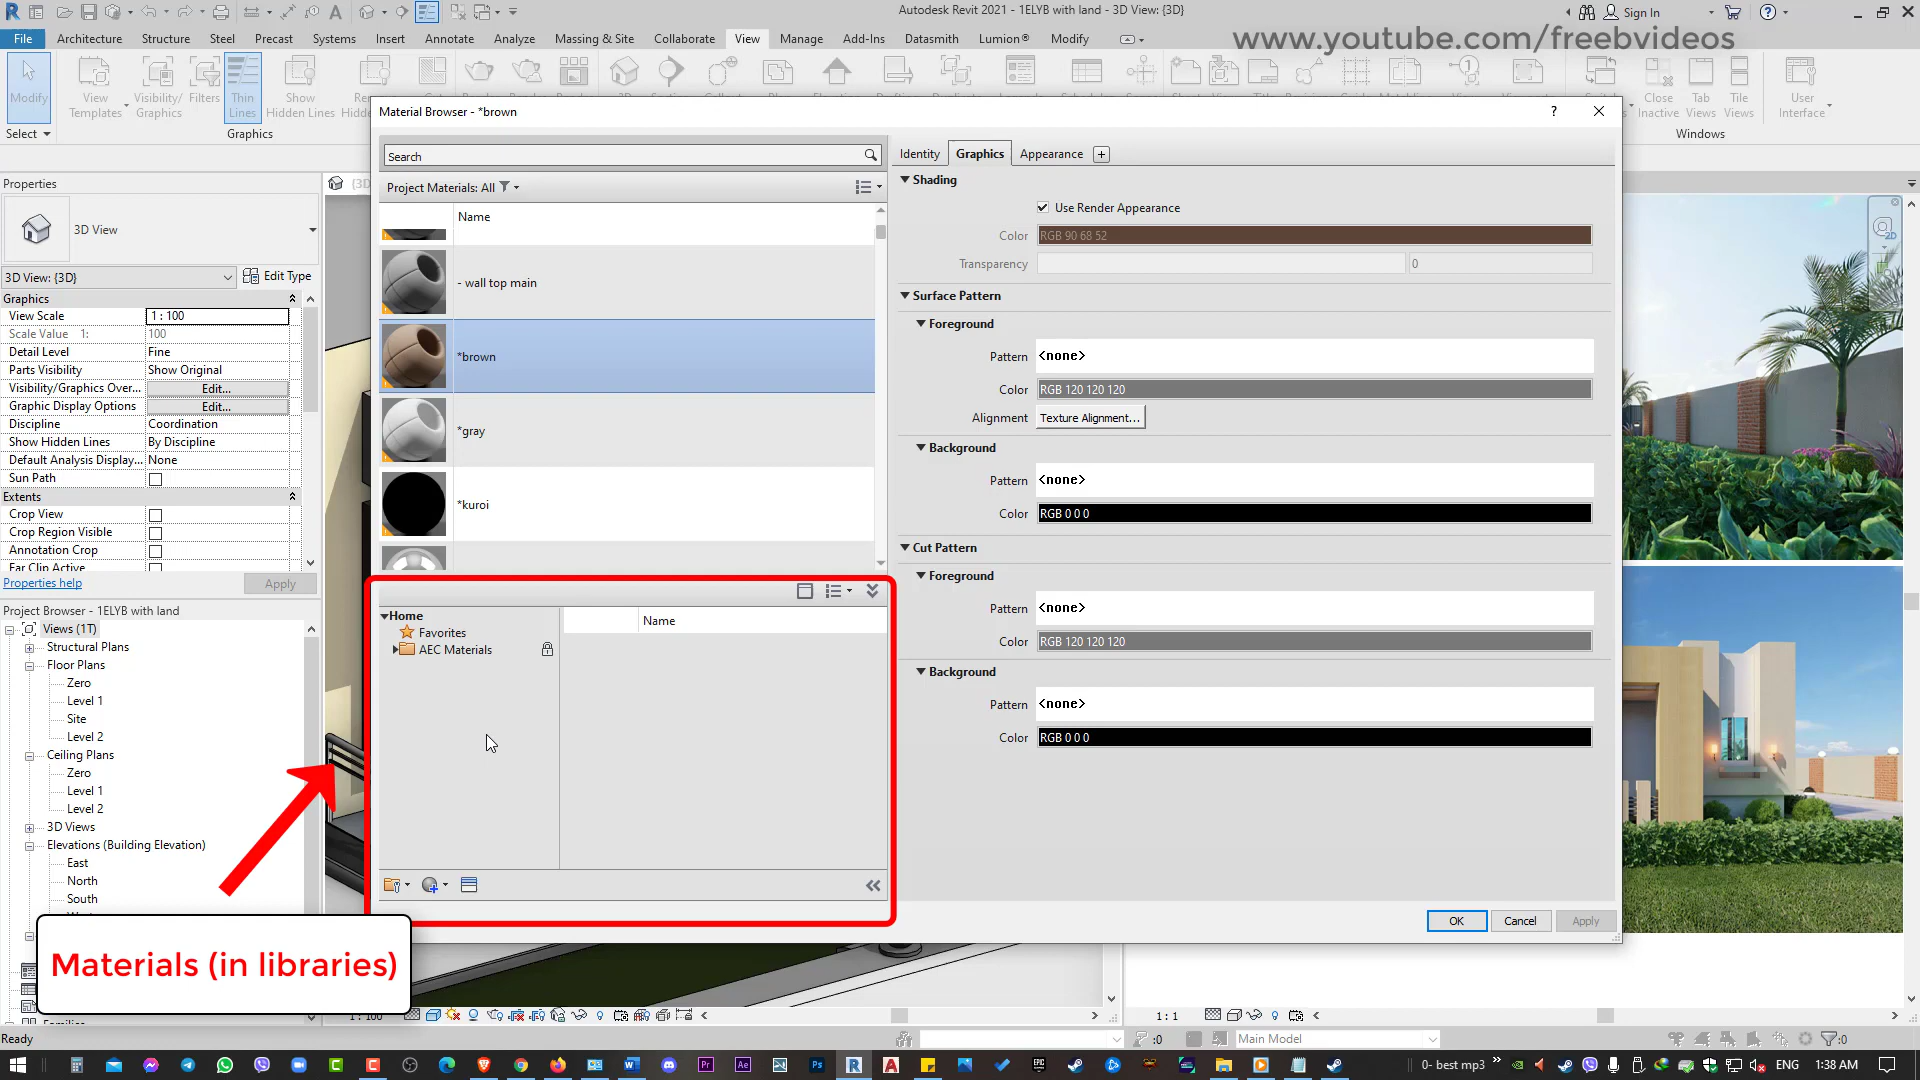 Autodesk Revit 2021 - 1ELYB with land - 3D View: {3D}
Sign In
File Architecture Structure Steel Precast Systems Insert Annotate Analyze Massing & Site Collaborate View Manage Add-Ins Datasmith Lumion® Modify
www.youtube.com/freebvideos
Modify
View Templates
Visibility/ Graphics
Filters
Thin Lines
Show Hidden Lines
Close Inactive
Tab Views
Tile Views
User Interface
Select
Graphics
Windows
Material Browser - *brown
Search
Project Materials: All
Name
- wall top main
*brown
*gray
*kuroi
Home
Favorites
AEC Materials
Name
Identity Graphics Appearance
Shading
Use Render Appearance
Color RGB 90 68 52
Transparency 0
Surface Pattern
Foreground
Pattern <none>
Color RGB 120 120 120
Alignment Texture Alignment...
Background
Pattern <none>
Color RGB 0 0 0
Cut Pattern
Foreground
Pattern <none>
Color RGB 120 120 120
Background
Pattern <none>
Color RGB 0 0 0
OK Cancel Apply
Properties
3D View
3D View: {3D} Edit Type
Graphics
View Scale 1 : 100
Scale Value 1: 100
Detail Level Fine
Parts Visibility Show Original
Visibility/Graphics Over... Edit...
Graphic Display Options Edit...
Discipline Coordination
Show Hidden Lines By Discipline
Default Analysis Display... None
Sun Path
Extents
Crop View
Crop Region Visible
Annotation Crop
Far Clip Active
Properties help Apply
Project Browser - 1ELYB with land
Views (1T)
Structural Plans
Floor Plans
Zero
Level 1
Site
Level 2
Ceiling Plans
Zero
Level 1
Level 2
3D Views
Elevations (Building Elevation)
East
North
South
Materials (in libraries)
1 : 100
1 : 1
Ready
:0
Main Model
:0
0- best mp3
ENG
1:38 AM